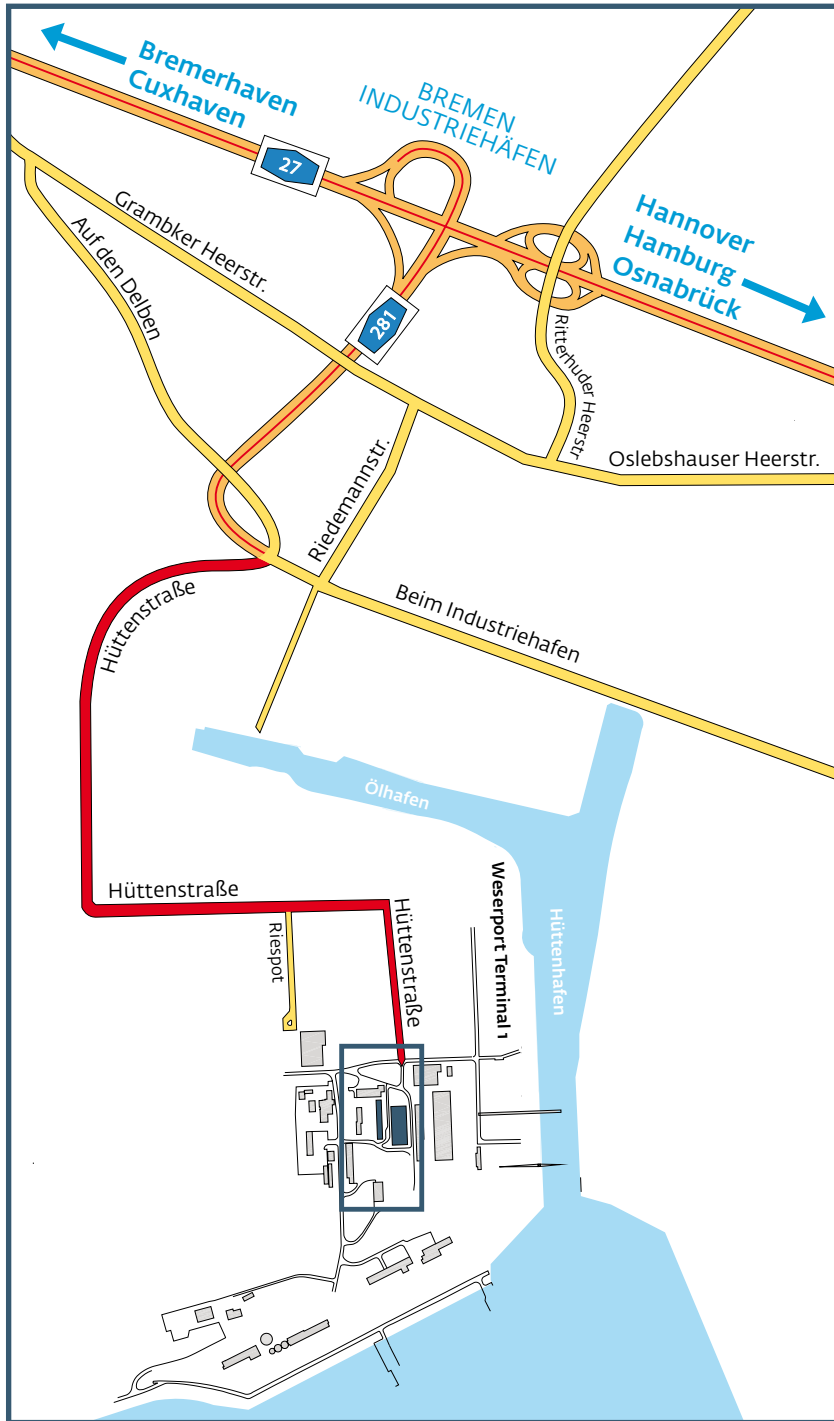 Bremerhaven
Cuxhaven
BREMEN
INDUSTRIEHÄFEN
27
Hannover
Hamburg
Osnabrück
Grambker Heerstr.
Auf den Delben
281
Ritterhuder Heerstr
Oslebshauser Heerstr.
Riedemannstr.
Beim Industriehafen
Hüttenstraße
Ölhafen
Hüttenstraße
Hüttenstraße
Riespot
Weserport Terminal 1
Hüttenhafen